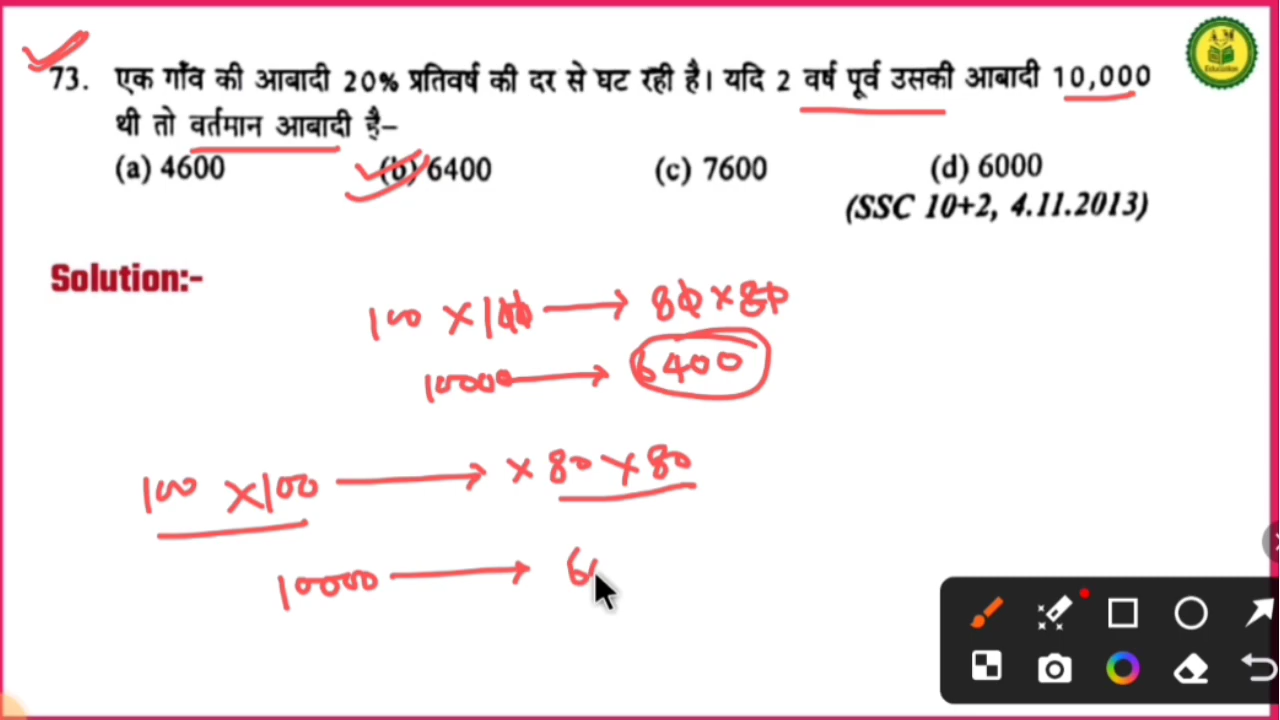 73. एक गाँव की आबादी 20% प्रतिवर्ष की दर से घट रही है। यदि 2 वर्ष पूर्व उसकी आबादी 10,000
थी तो वर्तमान आबादी है–
(a) 4600 (b) 6400 (c) 7600 (d) 6000
(SSC 10+2, 4.11.2013)
Solution:-
100 × 100 → 80 × 80
10000 → 6400
100 × 100 → × 80 × 80
10000 → 6
Education